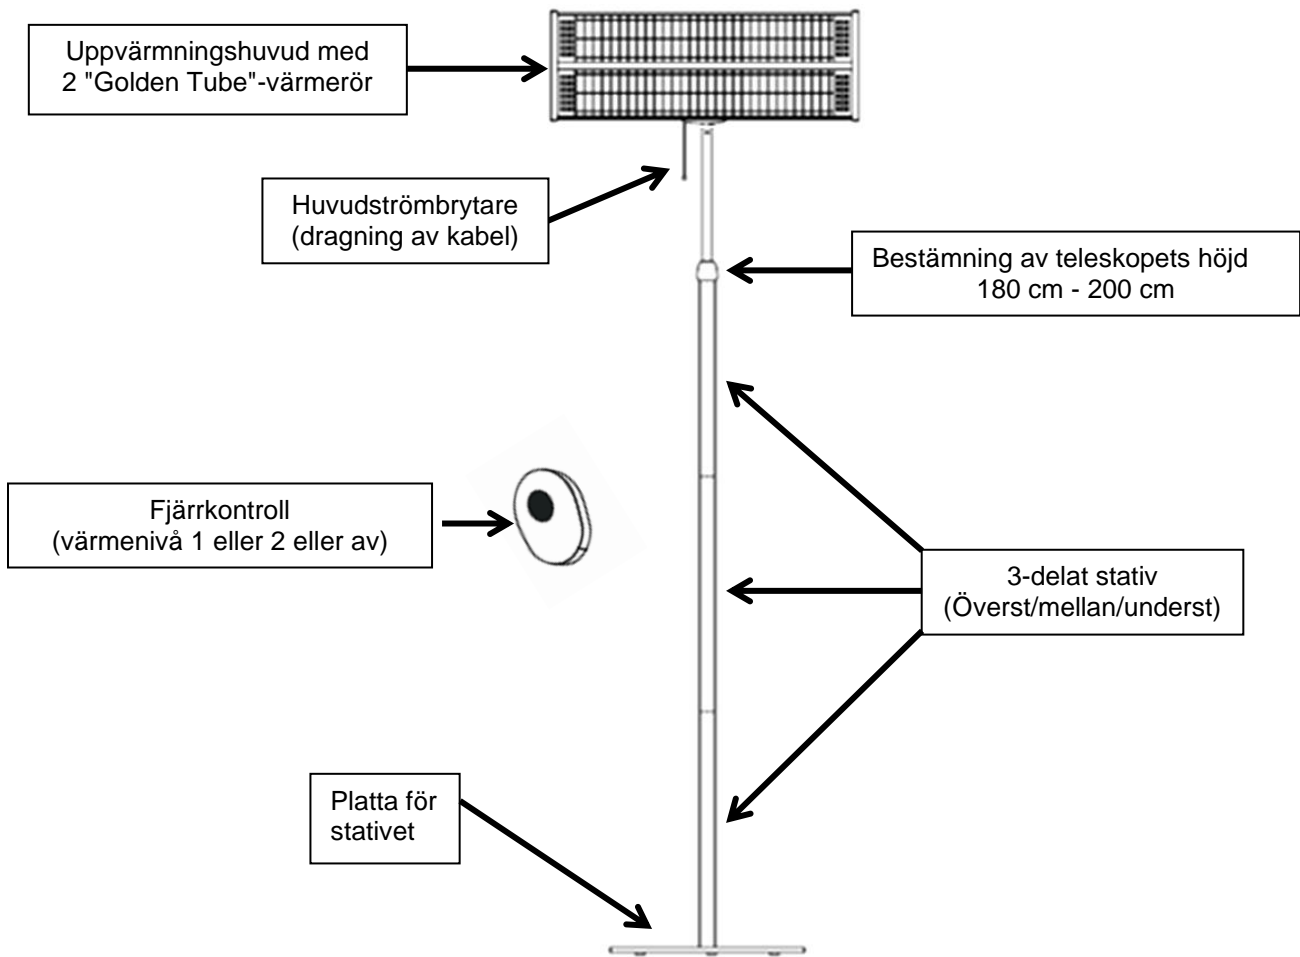 Uppvärmningshuvud med
2 "Golden Tube"-värmerör
Huvudströmbrytare
(dragning av kabel)
Bestämning av teleskopets höjd
180 cm - 200 cm
Fjärrkontroll
(värmenivå 1 eller 2 eller av)
3-delat stativ
(Överst/mellan/underst)
Platta för
stativet